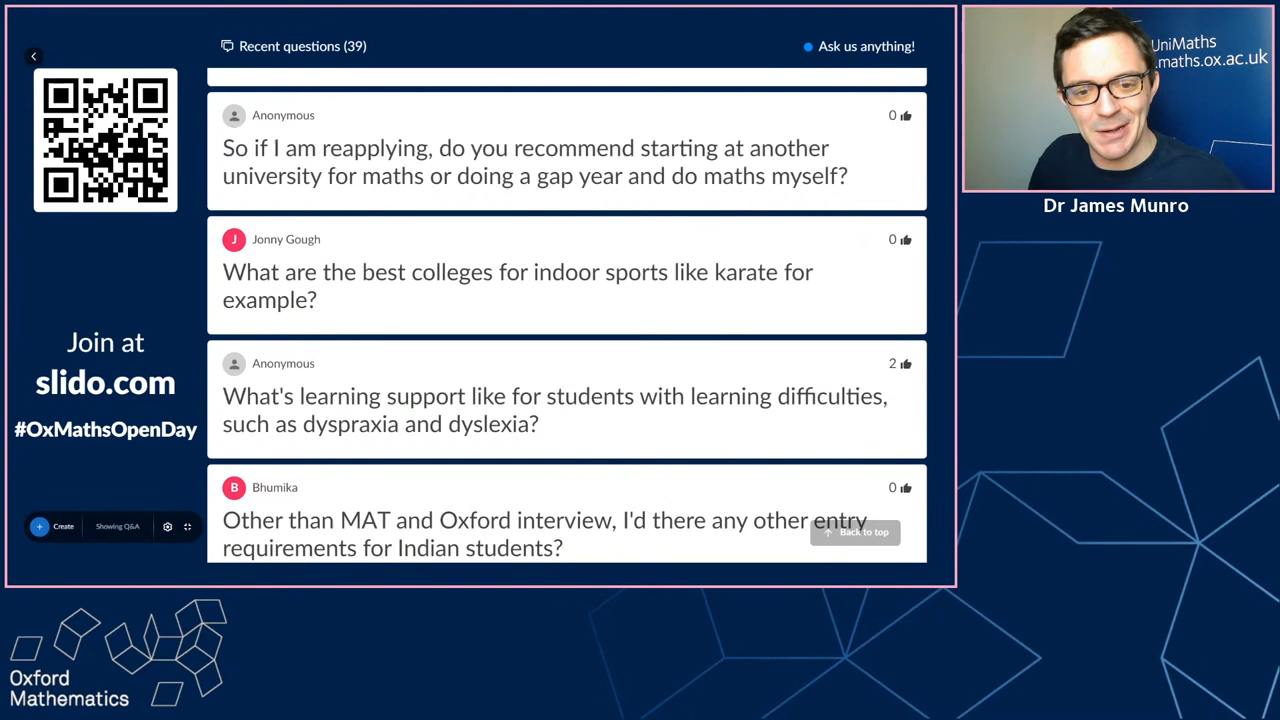 Recent questions (39)
Ask us anything!
Anonymous
0
So if I am reapplying, do you recommend starting at another
university for maths or doing a gap year and do maths myself?
J
Jonny Gough
0
What are the best colleges for indoor sports like karate for
example?
Anonymous
2
What's learning support like for students with learning difficulties,
such as dyspraxia and dyslexia?
B
Bhumika
0
Other than MAT and Oxford interview, I'd there any other entry
requirements for Indian students?
Back to top
Join at
slido.com
#OxMathsOpenDay
Create
Showing Q&A
UniMaths
.maths.ox.ac.uk
Dr James Munro
Oxford
Mathematics